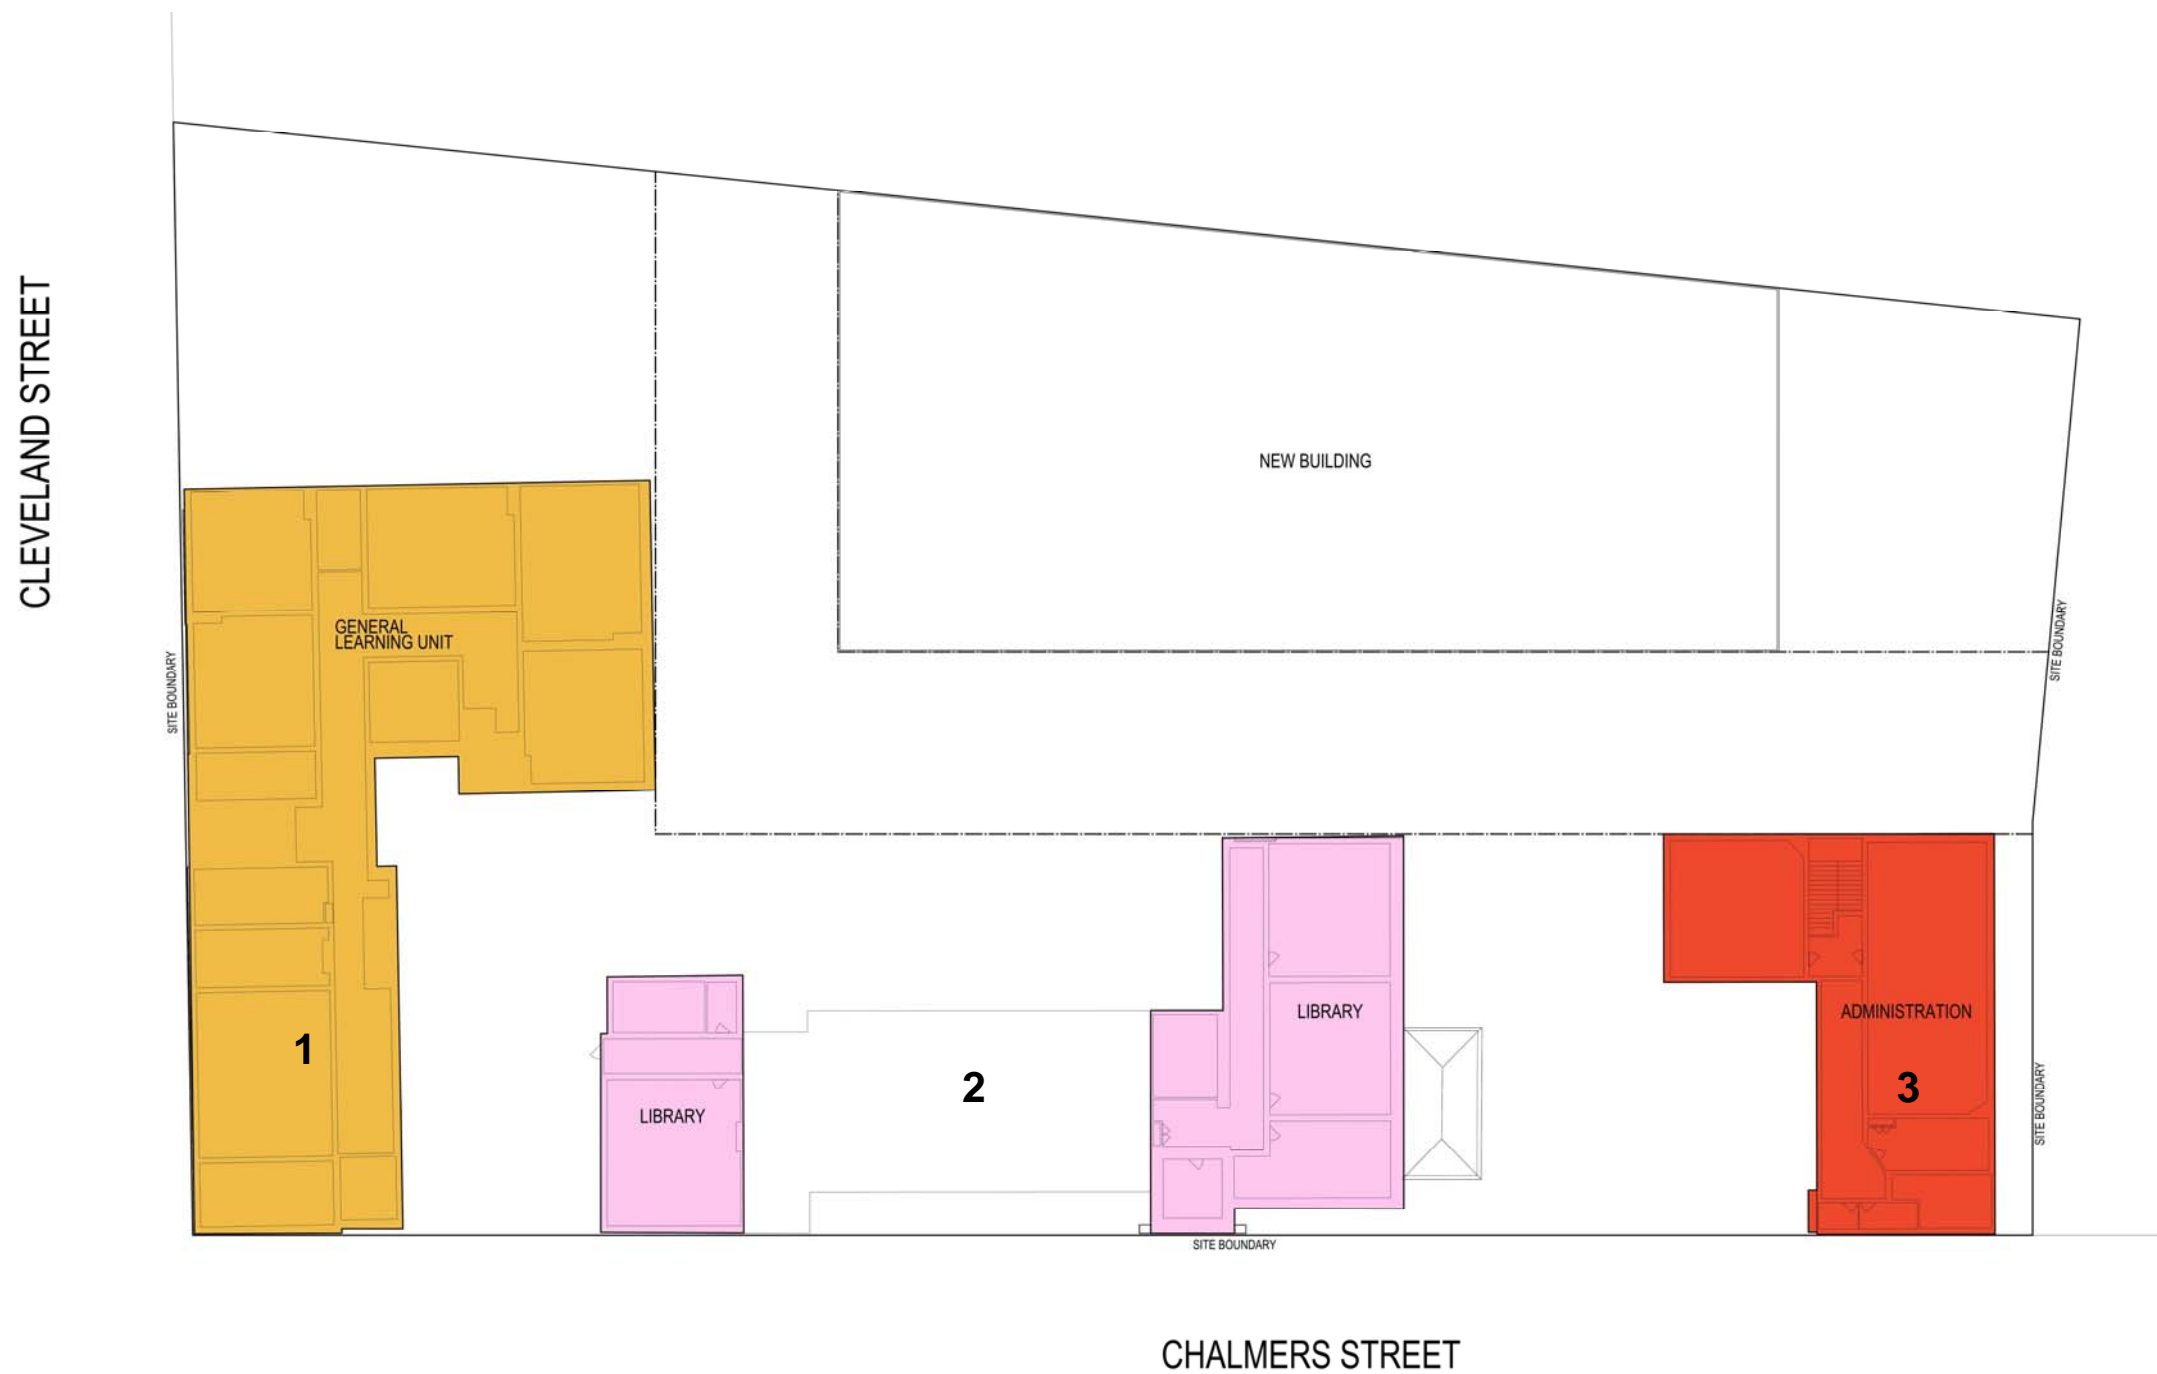 CLEVELAND STREET
NEW BUILDING
GENERAL
LEARNING UNIT
SITE BOUNDARY
SITE BOUNDARY
LIBRARY
ADMINISTRATION
1
2
3
LIBRARY
SITE BOUNDARY
SITE BOUNDARY
CHALMERS STREET